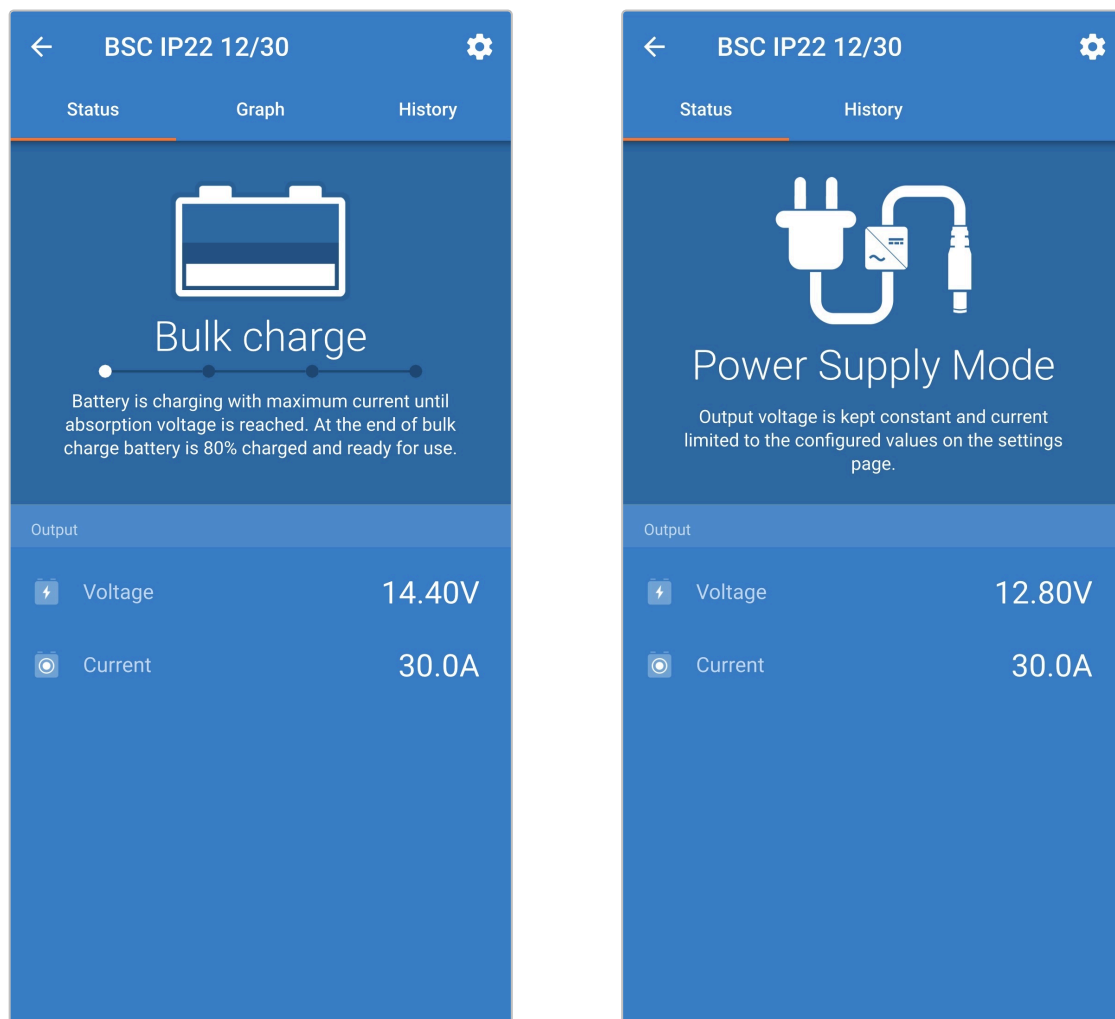 BSC IP22 12/30
Status Graph History
Bulk charge
Battery is charging with maximum current until
absorption voltage is reached. At the end of bulk
charge battery is 80% charged and ready for use.
Output
Voltage 14.40V
Current 30.0A
BSC IP22 12/30
Status History
Power Supply Mode
Output voltage is kept constant and current
limited to the configured values on the settings
page.
Output
Voltage 12.80V
Current 30.0A